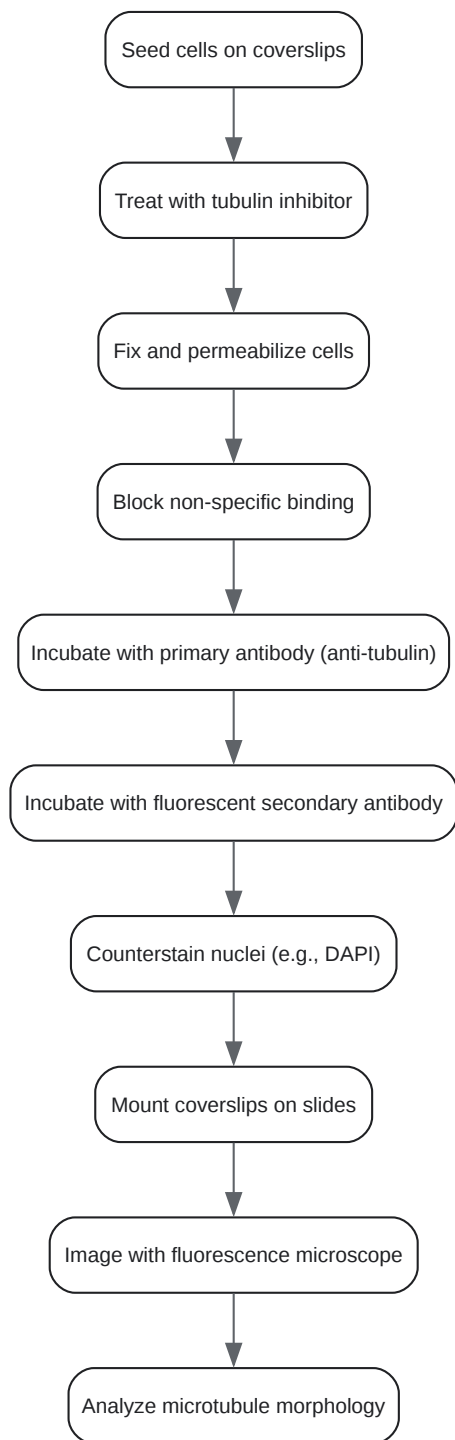 Seed cells on coverslips
Treat with tubulin inhibitor
Fix and permeabilize cells
Block non-specific binding
Incubate with primary antibody (anti-tubulin)
Incubate with fluorescent secondary antibody
Counterstain nuclei (e.g., DAPI)
Mount coverslips on slides
Image with fluorescence microscope
Analyze microtubule morphology